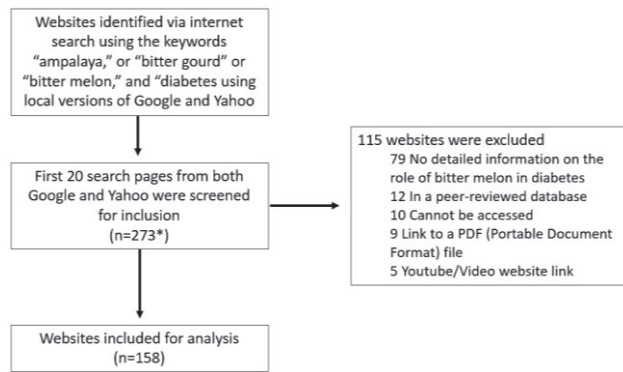 Websites identified via internet
search using the keywords
“ampalaya,” or “bitter gourd” or
“bitter melon,” and “diabetes using
local versions of Google and Yahoo
First 20 search pages from both
Google and Yahoo were screened
for inclusion
(n=273*)
115 websites were excluded
79 No detailed information on the
role of bitter melon in diabetes
12 In a peer-reviewed database
10 Cannot be accessed
9 Link to a PDF (Portable Document
Format) file
5 Youtube/Video website link
Websites included for analysis
(n=158)